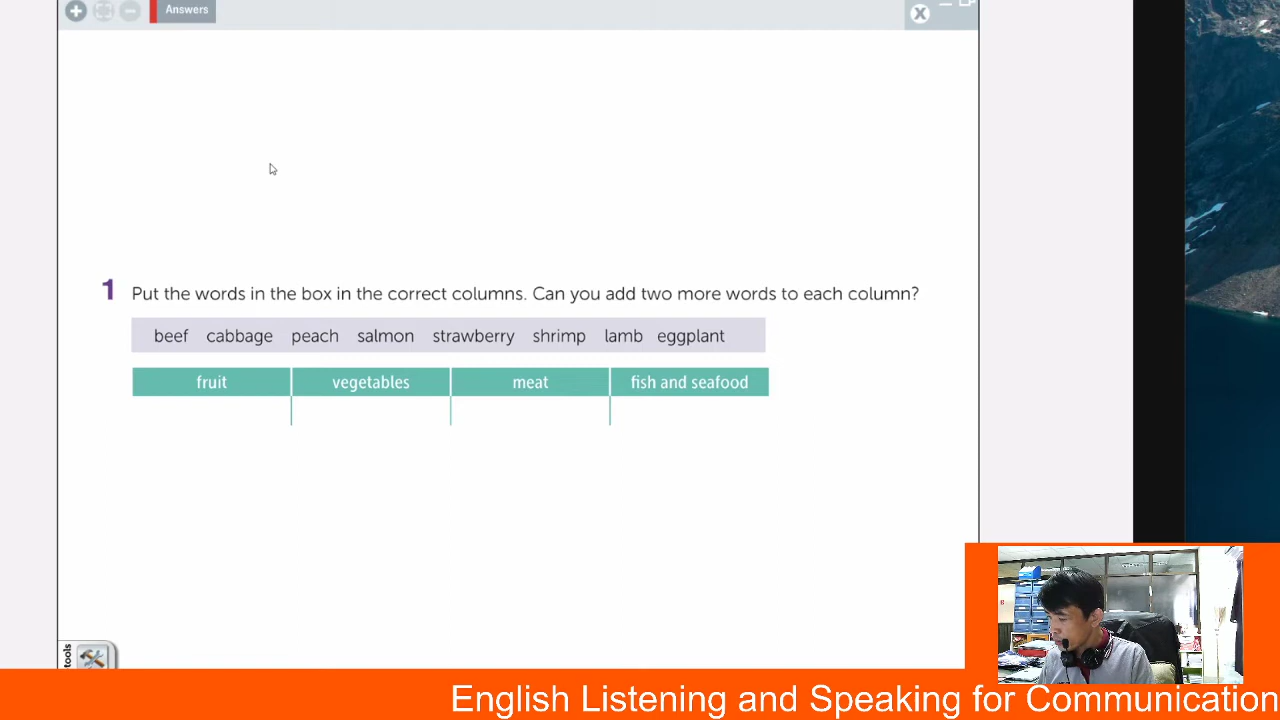 Answers
1 Put the words in the box in the correct columns. Can you add two more words to each column?
beef cabbage peach salmon strawberry shrimp lamb eggplant
fruit vegetables meat fish and seafood
tools
English Listening and Speaking for Communication